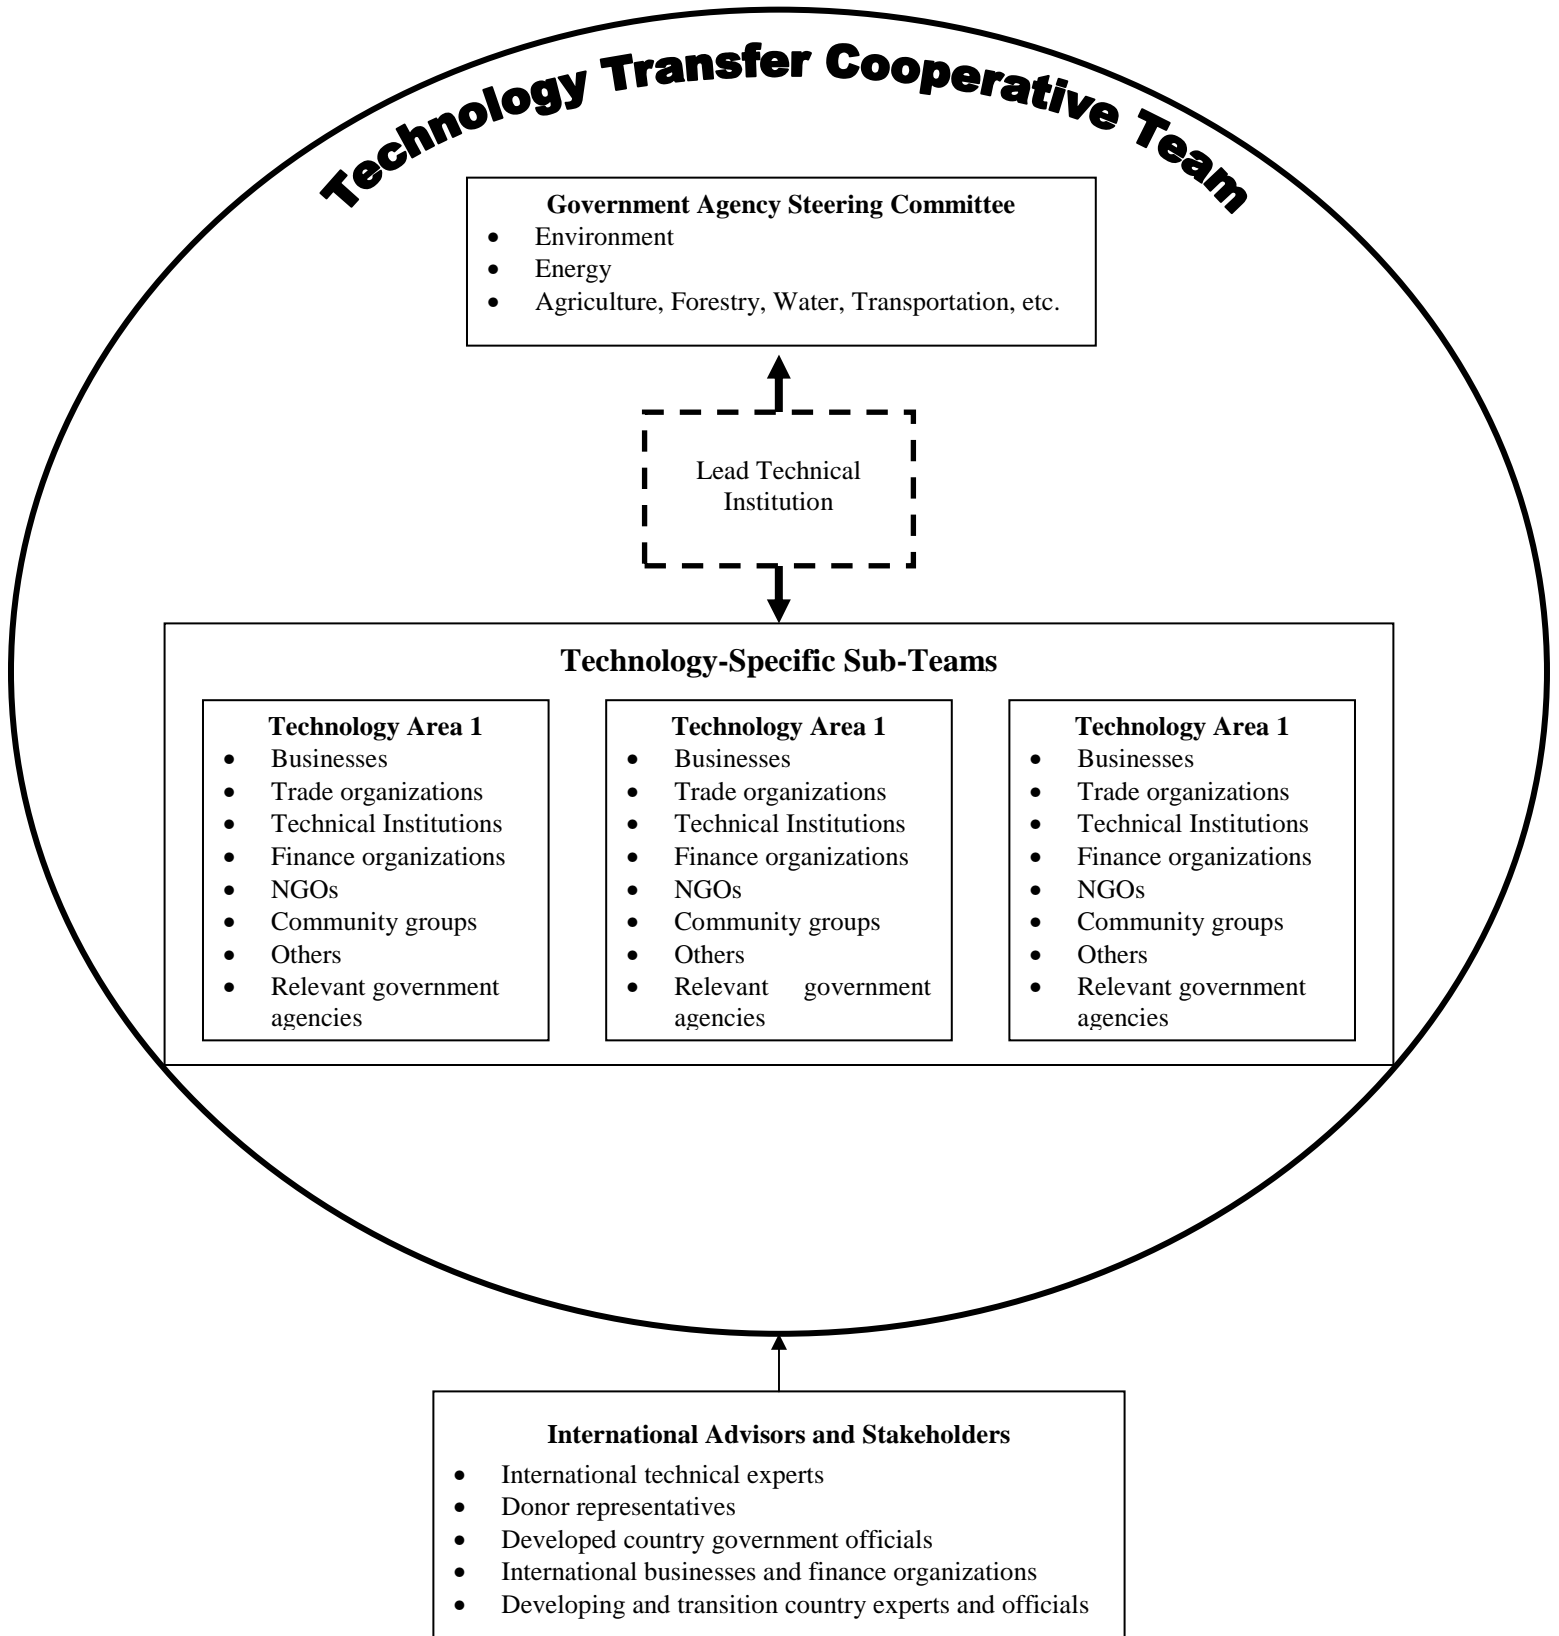 Technology Transfer Cooperative Team
Government Agency Steering Committee
• Environment
• Energy
• Agriculture, Forestry, Water, Transportation, etc.
Lead Technical
Institution
Technology-Specific Sub-Teams
Technology Area 1
• Businesses
• Trade organizations
• Technical Institutions
• Finance organizations
• NGOs
• Community groups
• Others
• Relevant government
agencies
Technology Area 1
• Businesses
• Trade organizations
• Technical Institutions
• Finance organizations
• NGOs
• Community groups
• Others
• Relevant government
agencies
Technology Area 1
• Businesses
• Trade organizations
• Technical Institutions
• Finance organizations
• NGOs
• Community groups
• Others
• Relevant government
agencies
International Advisors and Stakeholders
• International technical experts
• Donor representatives
• Developed country government officials
• International businesses and finance organizations
• Developing and transition country experts and officials